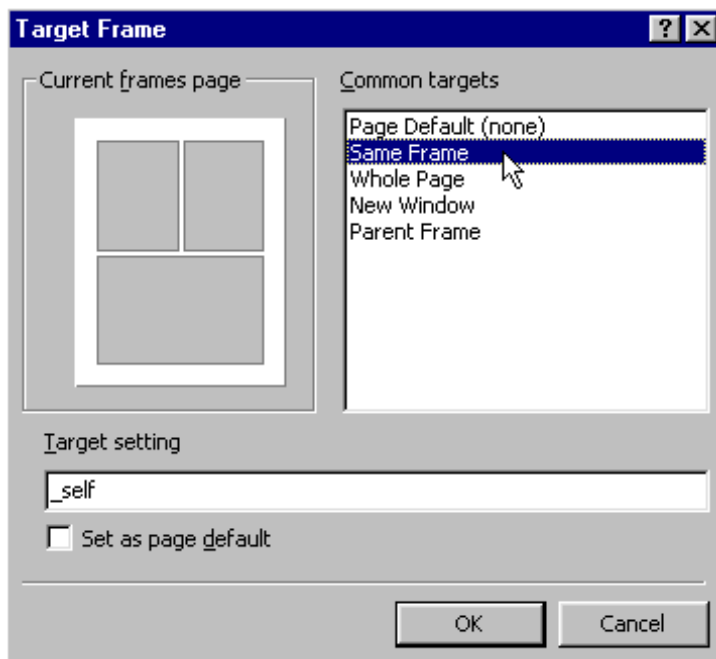 Target Frame
Current frames page
Common targets
Page Default (none)
Same Frame
Whole Page
New Window
Parent Frame
Target setting
_self
Set as page default
OK
Cancel